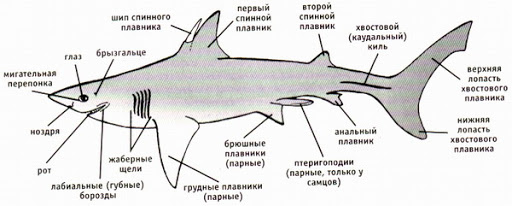 шип спинного
плавника
первый
спинной
плавник
второй
спинной
плавник
хвостовой
(каудальный)
киль
глаз
брызгальце
мигательная
перепонка
верхняя
лопасть
хвостового
плавника
ноздря
рот
жаберные
щели
лабиальные (губные)
борозды
грудные плавники
(парные)
брюшные
плавники
(парные)
птеригоподии
(парные, только у
самцов)
анальный
плавник
нижняя
лопасть
хвостового
плавника